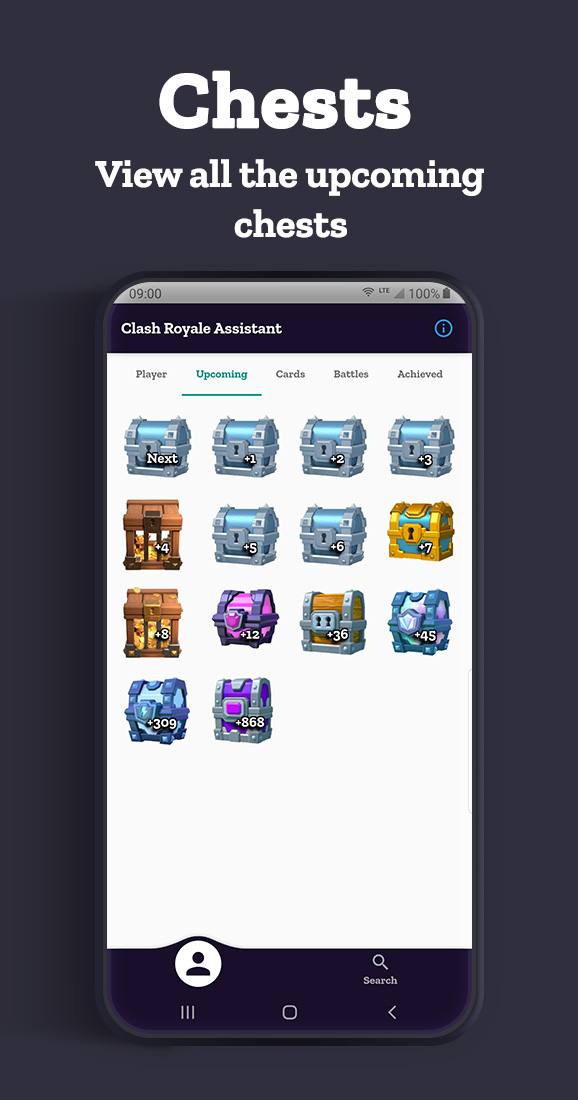 Chests
View all the upcoming
chests
09:00 LTE 100%
Clash Royale Assistant
Player Upcoming Cards Battles Achieved
Next +1 +2 +3
+4 +5 +6 +7
+8 +12 +36 +45
+309 +868
Search